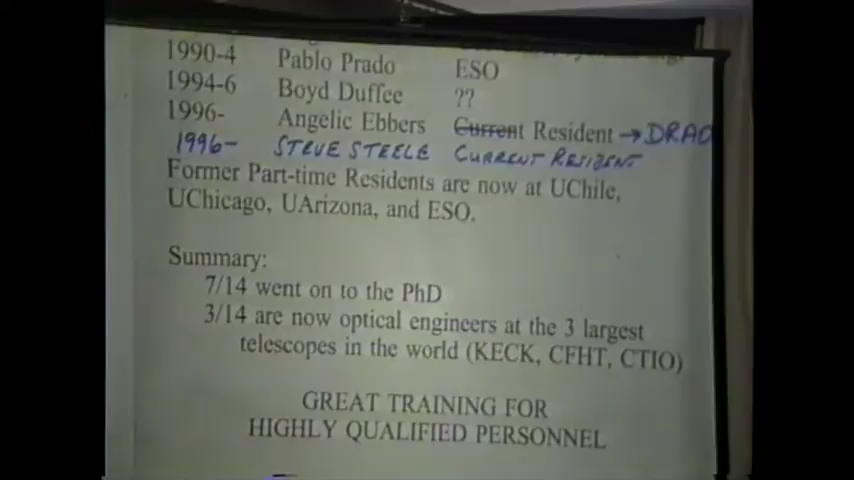 1990-4 Pablo Prado ESO
1994-6 Boyd Duffee ??
1996- Angelic Ebbers Current Resident → DRAO
1996- STEVE STEELE CURRENT RESIDENT
Former Part-time Residents are now at UChile,
UChicago, UArizona, and ESO.
Summary:
7/14 went on to the PhD
3/14 are now optical engineers at the 3 largest
telescopes in the world (KECK, CFHT, CTIO)
GREAT TRAINING FOR
HIGHLY QUALIFIED PERSONNEL